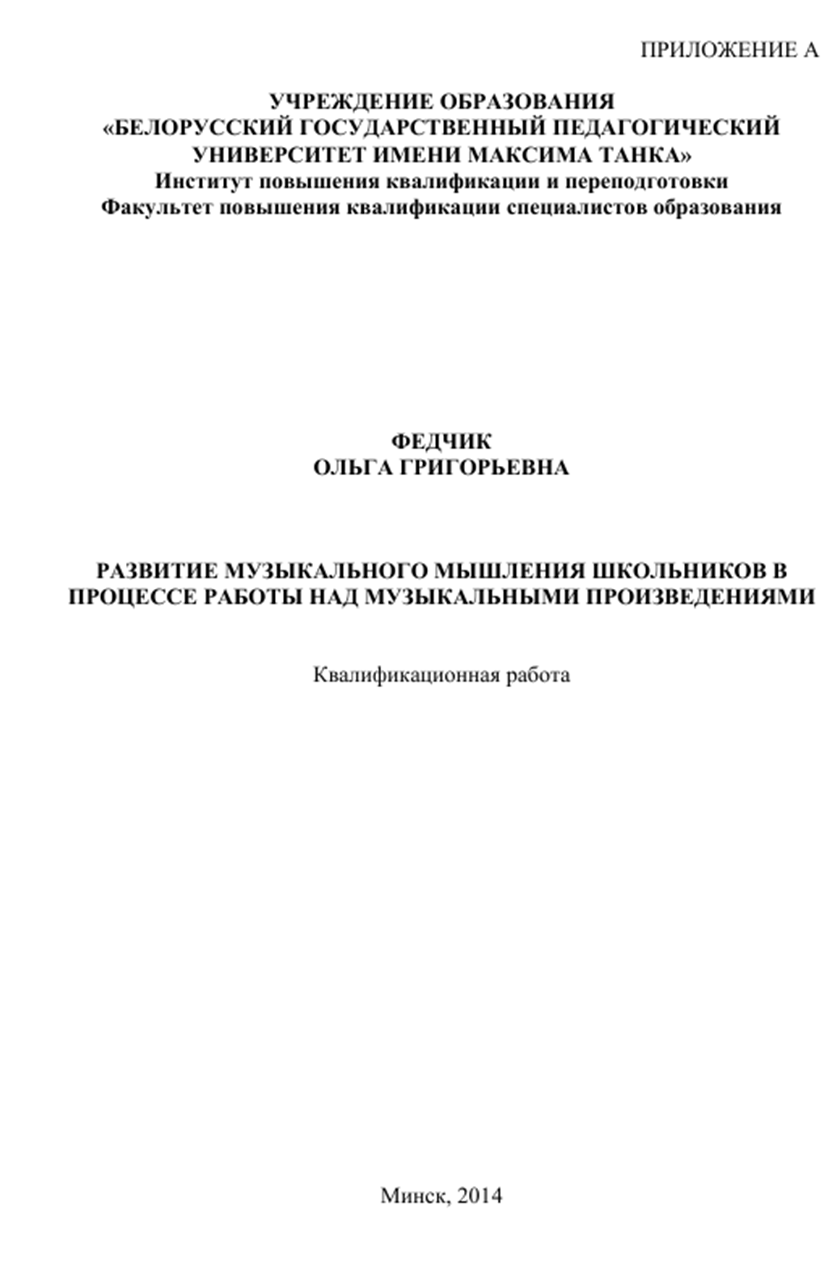 ПРИЛОЖЕНИЕ А
УЧРЕЖДЕНИЕ ОБРАЗОВАНИЯ
«БЕЛОРУССКИЙ ГОСУДАРСТВЕННЫЙ ПЕДАГОГИЧЕСКИЙ
УНИВЕРСИТЕТ ИМЕНИ МАКСИМА ТАНКА»
Институт повышения квалификации и переподготовки
Факультет повышения квалификации специалистов образования
ФЕДЧИК
ОЛЬГА ГРИГОРЬЕВНА
РАЗВИТИЕ МУЗЫКАЛЬНОГО МЫШЛЕНИЯ ШКОЛЬНИКОВ В
ПРОЦЕССЕ РАБОТЫ НАД МУЗЫКАЛЬНЫМИ ПРОИЗВЕДЕНИЯМИ
Квалификационная работа
Минск, 2014